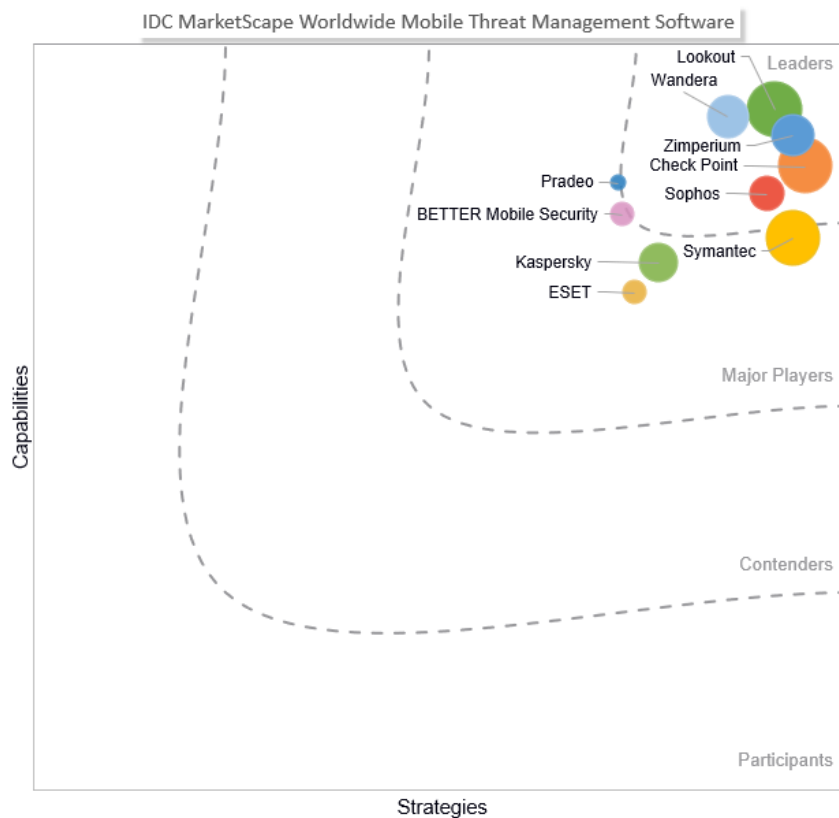 IDC MarketScape Worldwide Mobile Threat Management Software
Lookout
Leaders
Wandera
Zimperium
Check Point
Pradeo
Sophos
BETTER Mobile Security
Symantec
Kaspersky
ESET
Major Players
Capabilities
Contenders
Participants
Strategies